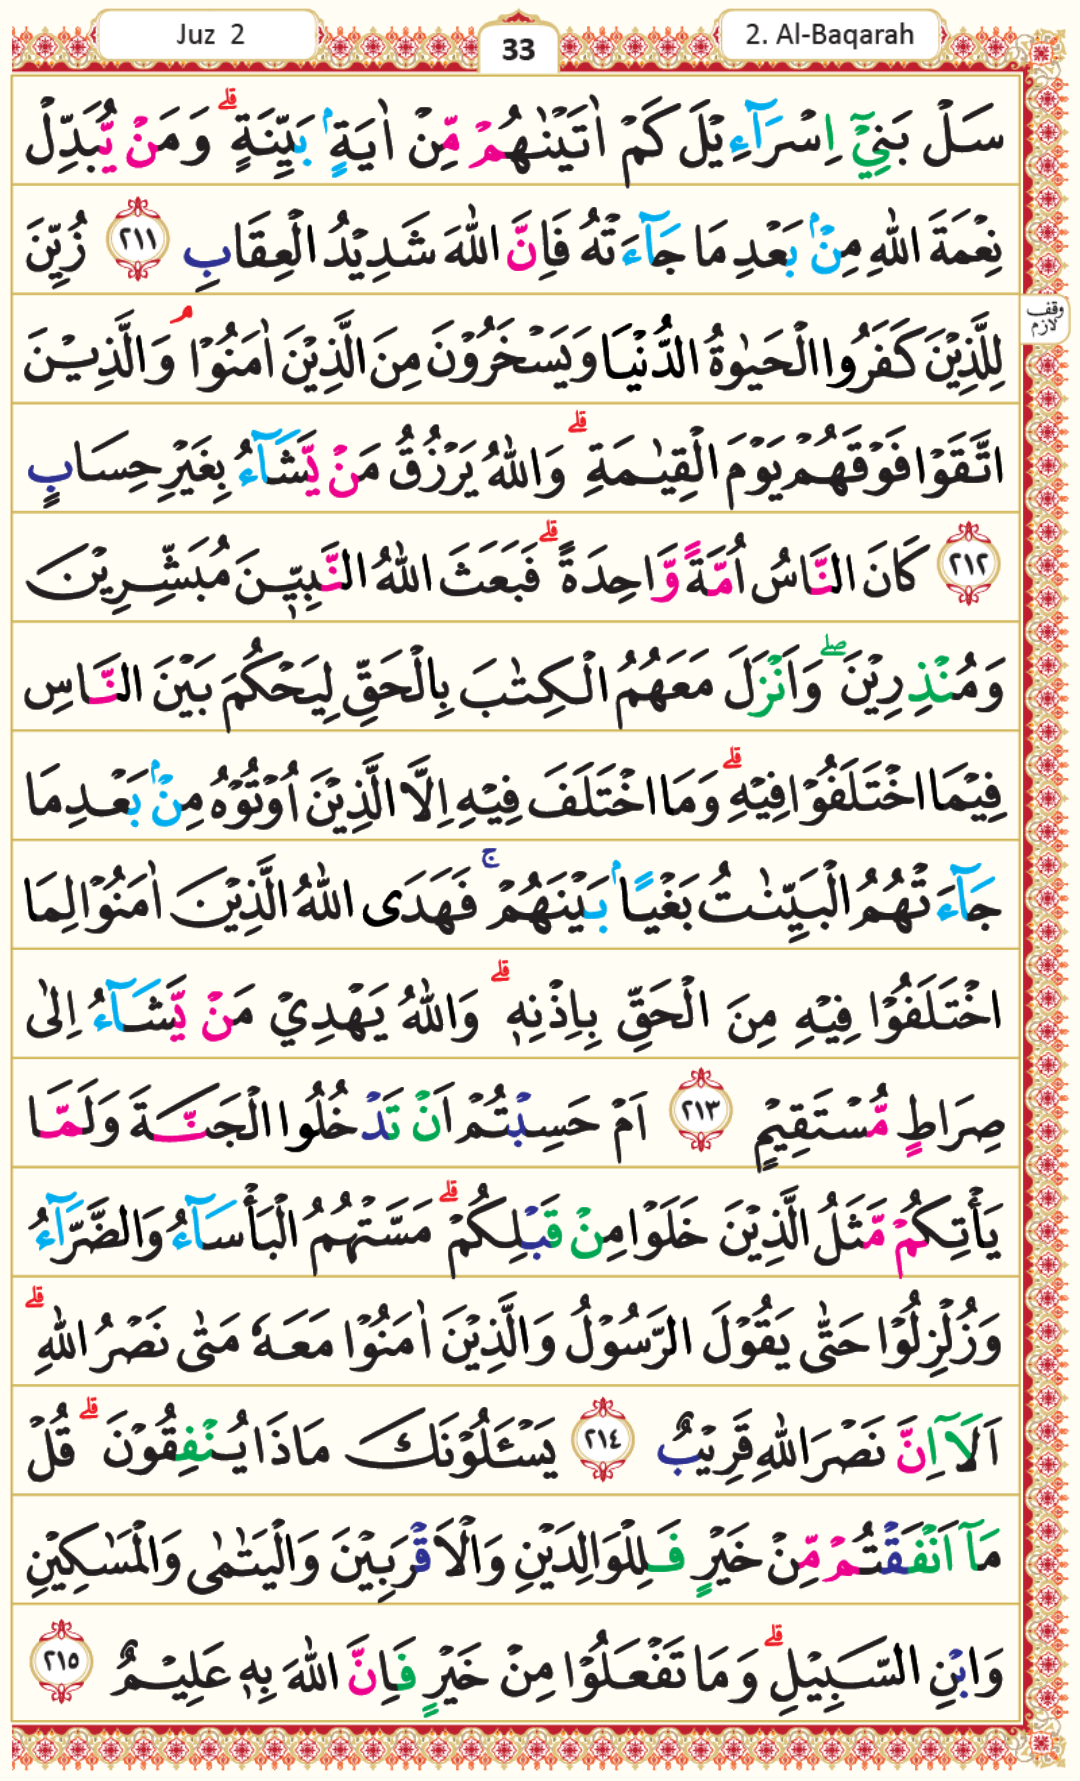 Juz 2
33
2. Al-Baqarah
سَلْ بَنِيْٓ اِسْرَآءِيْلَ كَمْ اٰتَيْنٰهُمْ مِّنْ اٰيَةٍۭ بَيِّنَةٍ ؕ وَمَنْ يُّبَدِّلْ
نِعْمَةَ اللّٰهِ مِنْۢ بَعْدِ مَا جَآءَتْهُ فَاِنَّ اللّٰهَ شَدِيْدُ الْعِقَابِ ۝٢١١ زُيِّنَ
لِلَّذِيْنَ كَفَرُوا الْحَيٰوةُ الدُّنْيَا وَيَسْخَرُوْنَ مِنَ الَّذِيْنَ اٰمَنُوْا ۘ وَالَّذِيْنَ
وقف لازم
اتَّقَوْا فَوْقَهُمْ يَوْمَ الْقِيٰمَةِ ۗ وَاللّٰهُ يَرْزُقُ مَنْ يَّشَآءُ بِغَيْرِ حِسَابٍ
۝٢١٢ كَانَ النَّاسُ اُمَّةً وَّاحِدَةً ۗ فَبَعَثَ اللّٰهُ النَّبِيّٖنَ مُبَشِّرِيْنَ
وَمُنْذِرِيْنَ ۖ وَاَنْزَلَ مَعَهُمُ الْكِتٰبَ بِالْحَقِّ لِيَحْكُمَ بَيْنَ النَّاسِ
فِيْمَا اخْتَلَفُوْا فِيْهِ ۗ وَمَا اخْتَلَفَ فِيْهِ اِلَّا الَّذِيْنَ اُوْتُوْهُ مِنْۢ بَعْدِ مَا
جَآءَتْهُمُ الْبَيِّنٰتُ بَغْيًاۢ بَيْنَهُمْ ۚ فَهَدَى اللّٰهُ الَّذِيْنَ اٰمَنُوْا لِمَا
اخْتَلَفُوْا فِيْهِ مِنَ الْحَقِّ بِاِذْنِهٖ ۗ وَاللّٰهُ يَهْدِيْ مَنْ يَّشَآءُ اِلٰى
صِرَاطٍ مُّسْتَقِيْمٍ ۝٢١٣ اَمْ حَسِبْتُمْ اَنْ تَدْخُلُوا الْجَنَّةَ وَلَمَّا
يَأْتِكُمْ مَّثَلُ الَّذِيْنَ خَلَوْا مِنْ قَبْلِكُمْ ۗ مَسَّتْهُمُ الْبَأْسَآءُ وَالضَّرَّآءُ
وَزُلْزِلُوْا حَتّٰى يَقُوْلَ الرَّسُوْلُ وَالَّذِيْنَ اٰمَنُوْا مَعَهٗ مَتٰى نَصْرُ اللّٰهِ ۗ
اَلَآ اِنَّ نَصْرَ اللّٰهِ قَرِيْبٌ ۝٢١٤ يَسْـَٔلُوْنَكَ مَاذَا يُنْفِقُوْنَ ۗ قُلْ
مَآ اَنْفَقْتُمْ مِّنْ خَيْرٍ فَلِلْوَالِدَيْنِ وَالْاَقْرَبِيْنَ وَالْيَتٰمٰى وَالْمَسٰكِيْنِ
وَابْنِ السَّبِيْلِ ۗ وَمَا تَفْعَلُوْا مِنْ خَيْرٍ فَاِنَّ اللّٰهَ بِهٖ عَلِيْمٌ ۝٢١٥